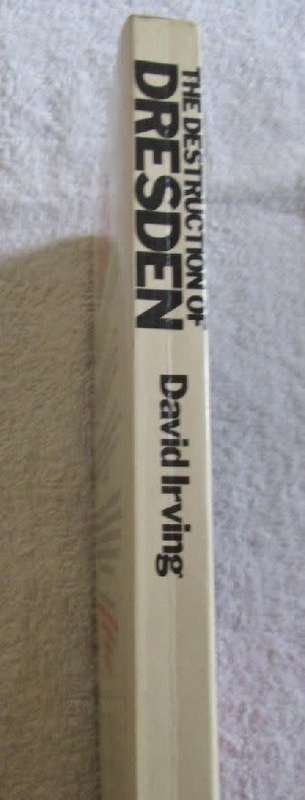 THE DESTRUCTION OF
DRESDEN
David Irving